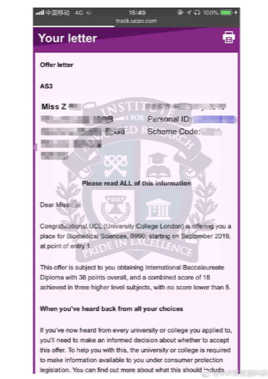 中国移动 4G 15:49 100%
track.ucas.com
Your letter
Offer letter
AS3
Miss Z
Personal ID:
Scheme Code:
Please read ALL of this information
Dear Miss
Congratulations! UCL (University College London) is offering you a
place for Biomedical Sciences, B990, starting on September 2019,
at point of entry 1.
This offer is subject to you obtaining International Baccalaureate
Diploma with 38 points overall, and a combined score of 18
achieved in three higher level subjects, with no score lower than 5.
When you've heard back from all your choices
If you've now heard from every university or college you applied to,
you'll need to make an informed decision about whether to accept
this offer. To help you with this, the university or college is required
to make information available to you under consumer protection
legislation. You can find out more about what this should include
INSTITUTE
PRIDE IN EXCELLENCE